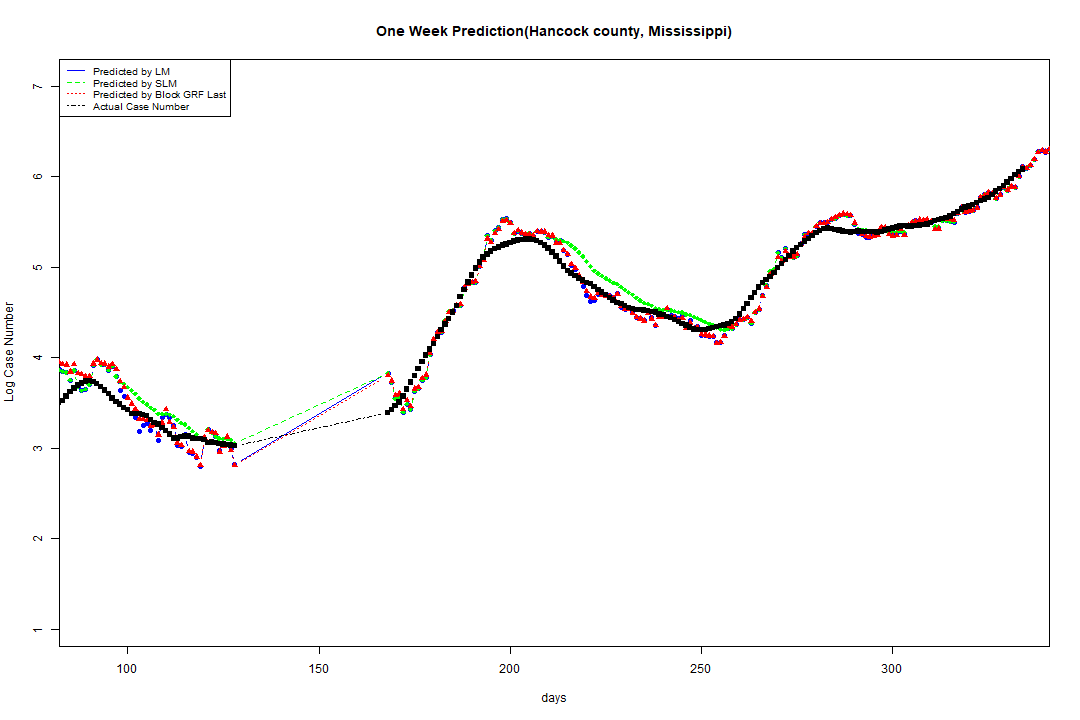 One Week Prediction(Hancock county, Mississippi)
Predicted by LM
Predicted by SLM
Predicted by Block GRF Last
Actual Case Number
7
6
5
4
3
2
1
Log Case Number
100 150 200 250 300
days